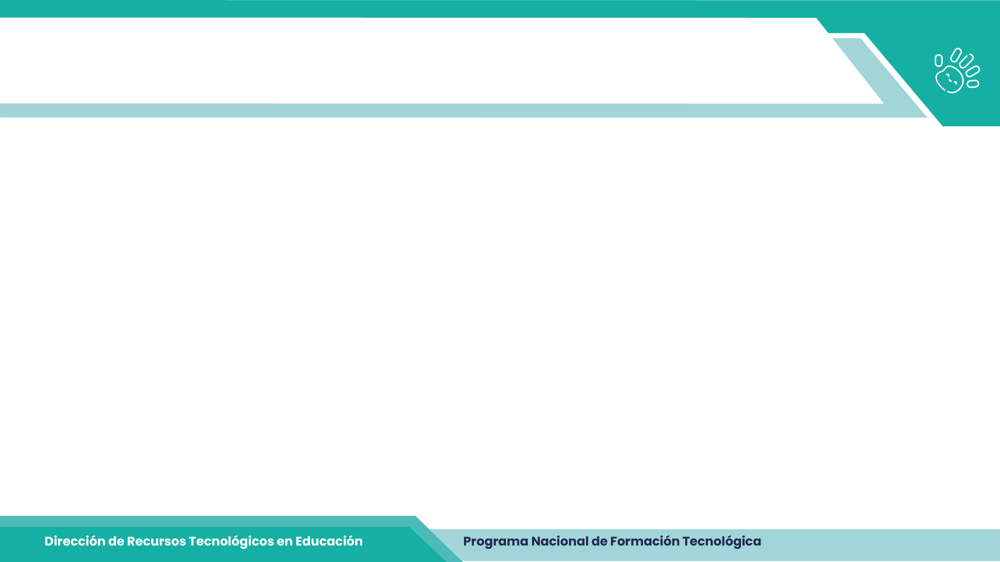 Dirección de Recursos Tecnológicos en Educación
Programa Nacional de Formación Tecnológica